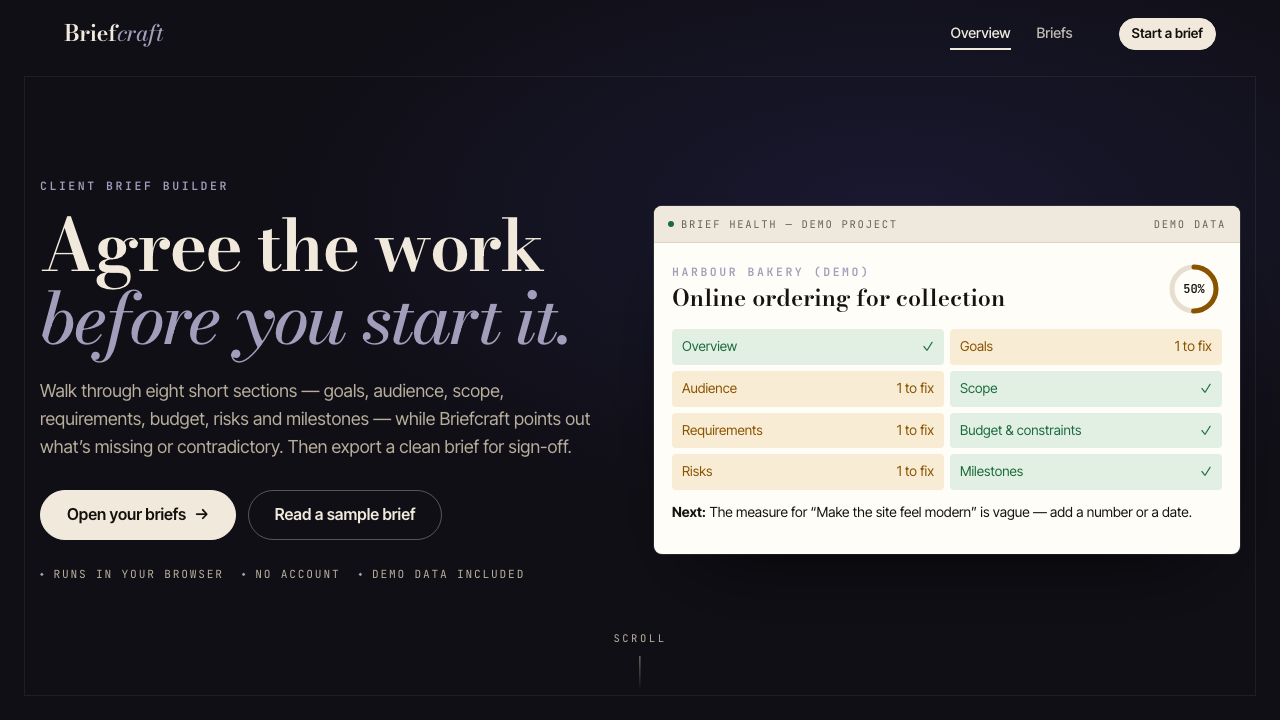 Briefcraft
Overview
Briefs
Start a brief
CLIENT BRIEF BUILDER
Agree the work
before you start it.
Walk through eight short sections — goals, audience, scope,
requirements, budget, risks and milestones — while Briefcraft points out
what’s missing or contradictory. Then export a clean brief for sign-off.
Open your briefs →
Read a sample brief
• RUNS IN YOUR BROWSER • NO ACCOUNT • DEMO DATA INCLUDED
BRIEF HEALTH — DEMO PROJECT
DEMO DATA
HARBOUR BAKERY (DEMO)
Online ordering for collection
50%
Overview ✓
Goals 1 to fix
Audience 1 to fix
Scope ✓
Requirements 1 to fix
Budget & constraints ✓
Risks 1 to fix
Milestones ✓
Next: The measure for “Make the site feel modern” is vague — add a number or a date.
SCROLL